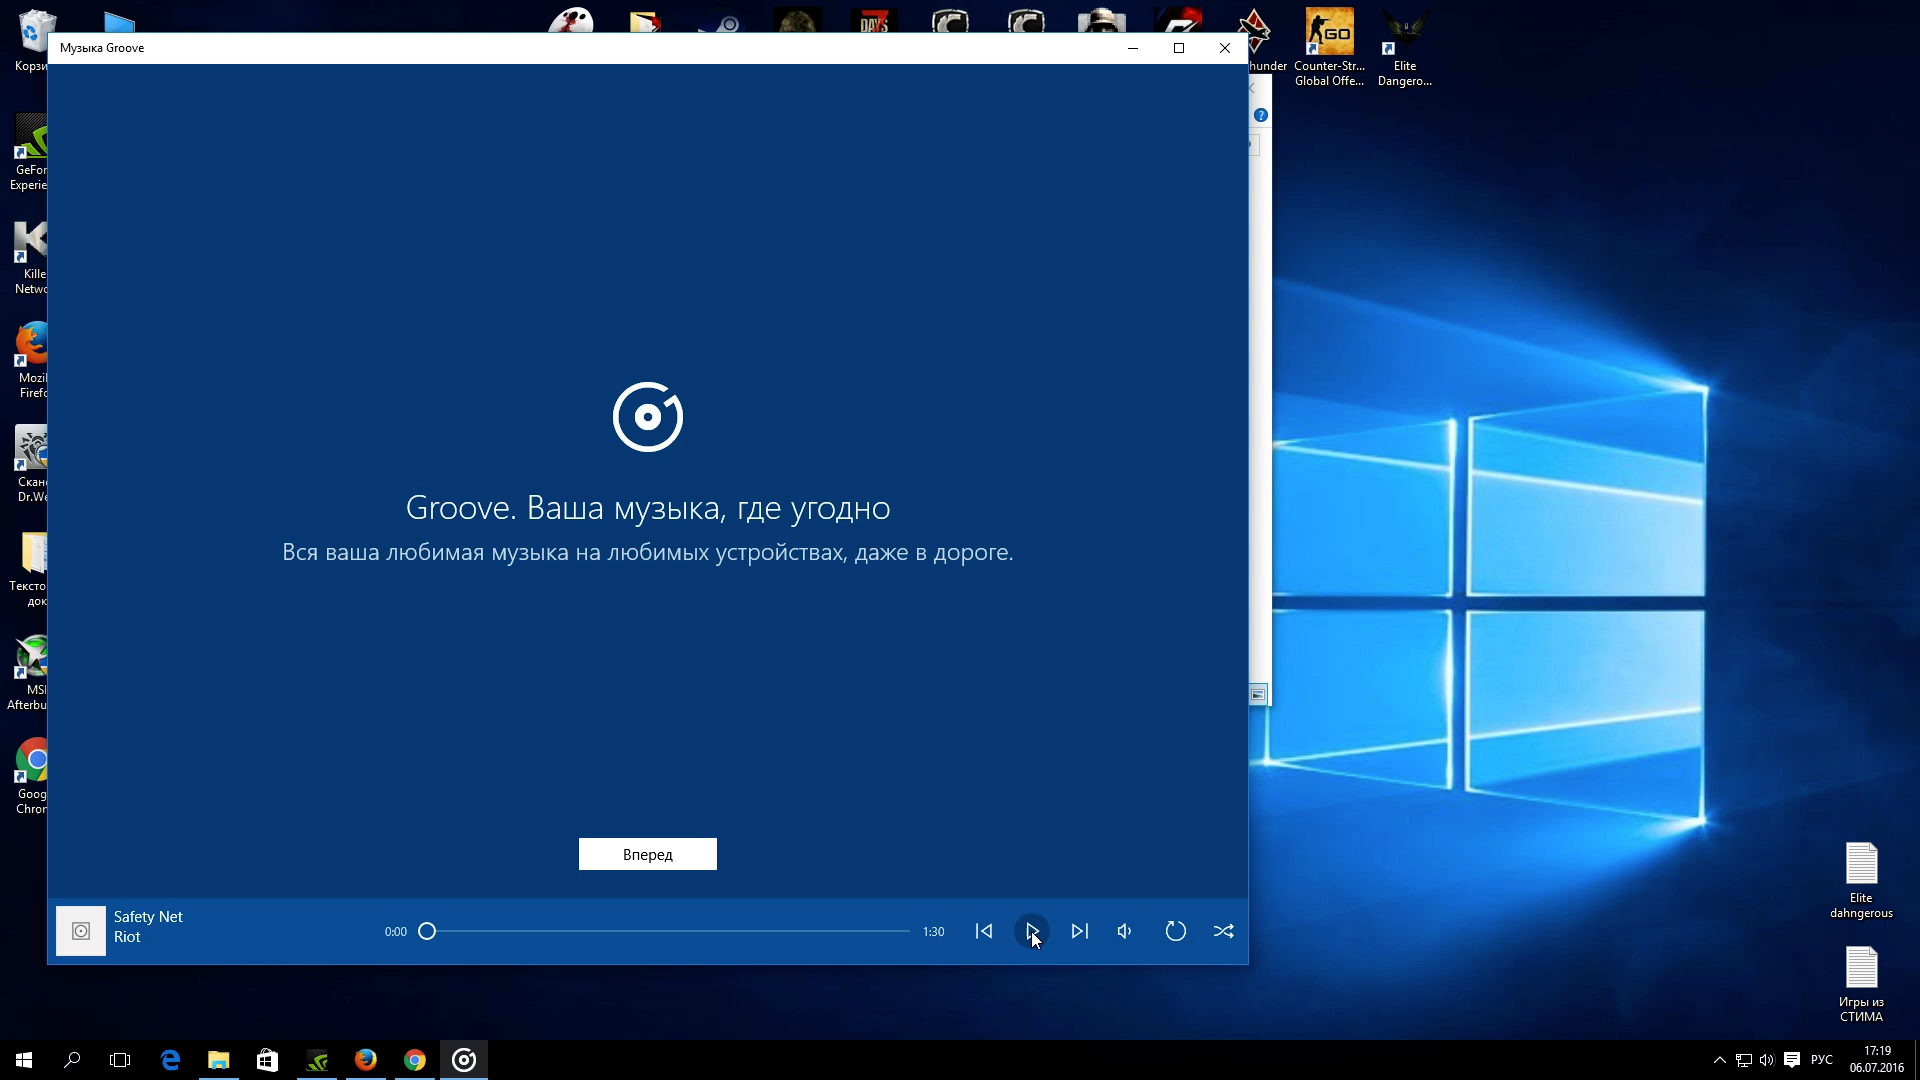 Музыка Groove
Корзи
GeFor
Experie
Kille
Netwo
Mozil
Firefo
Скан
Dr.We
Тексто
док
MSI
Afterbu
Goog
Chron
DAYS
hunder
GO
Counter-Str...
Global Offe...
Elite
Dangero...
Groove. Ваша музыка, где угодно
Вся ваша любимая музыка на любимых устройствах, даже в дороге.
Вперед
Safety Net
Riot
0:00
1:30
Elite
dahngerous
Игры из
СТИМА
РУС
17:19
06.07.2016